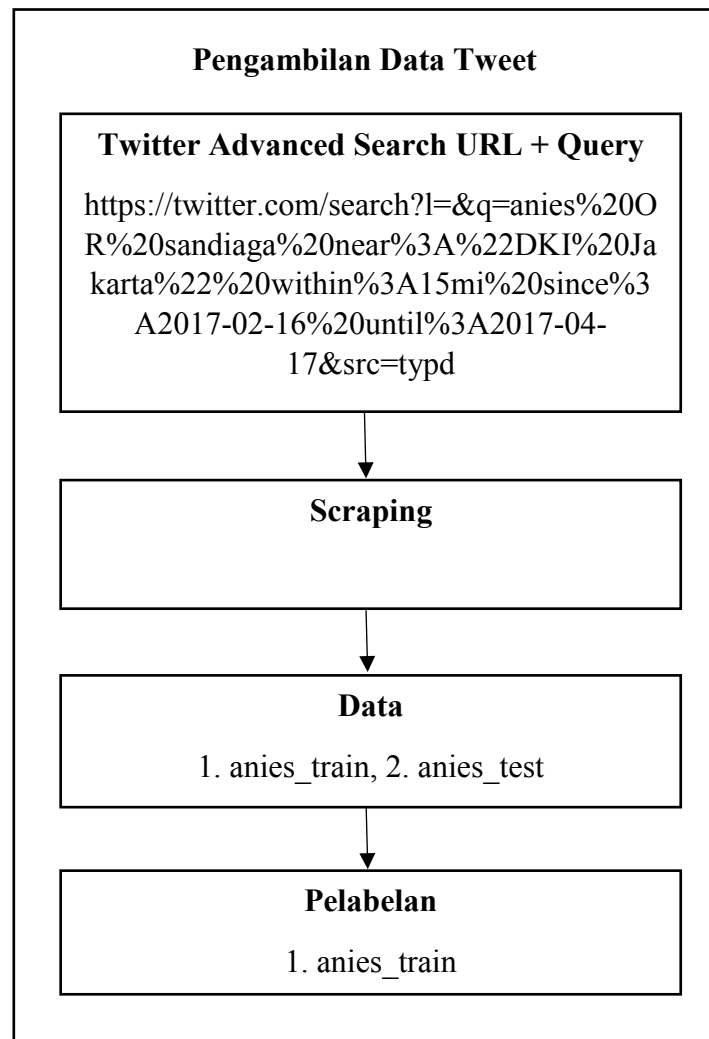 Pengambilan Data Tweet
Twitter Advanced Search URL + Query
https://twitter.com/search?l=&q=anies%20O
R%20sandiaga%20near%3A%22DKI%20Ja
karta%22%20within%3A15mi%20since%3
A2017-02-16%20until%3A2017-04-
17&src=typd
Scraping
Data
1. anies_train, 2. anies_test
Pelabelan
1. anies_train